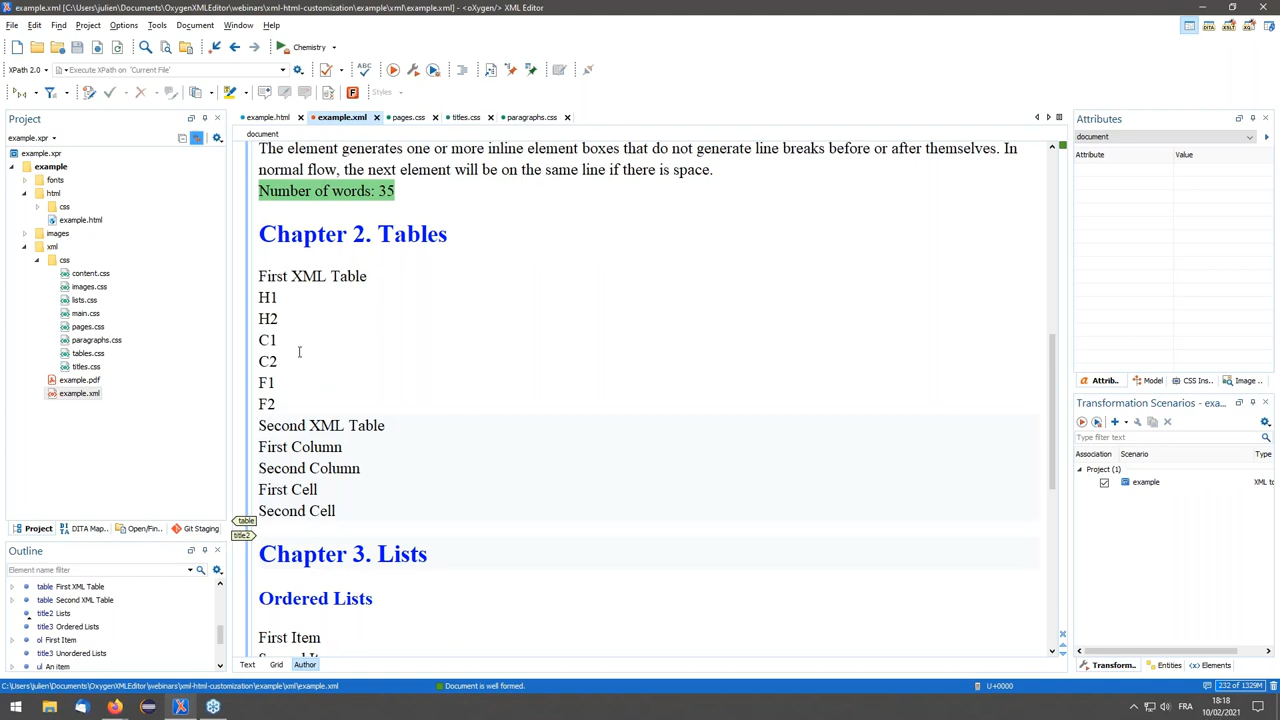 C:\Users\julien\Documents\OxygenXMLEditor\webinars\xml-html-customization\example\xml\example.xml - <oXygen/> XML Editor
File Edit Find Project Options Tools Document Window Help
Chemistry
XPath 2.0 Execute XPath on "Current File"
ABC
Styles
Project
example.html example.xml pages.css titles.css paragraphs.css
Attributes
example.xpr
document
document
Attribute Value
example.xpr
example
fonts
html
css
example.html
images
xml
css
content.css
images.css
lists.css
main.css
pages.css
paragraphs.css
tables.css
titles.css
example.pdf
example.xml
The element generates one or more inline element boxes that do not generate line breaks before or after themselves. In
normal flow, the next element will be on the same line if there is space.
Number of words: 35
Chapter 2. Tables
First XML Table
H1
H2
C1
C2
F1
F2
Second XML Table
First Column
Second Column
First Cell
Second Cell
table
title2
Chapter 3. Lists
Ordered Lists
First Item
Attrib.. Model CSS Ins.. Image ...
Transformation Scenarios - exa...
Type filter text
Association Scenario Type
Project (1)
example XML to
Project DITA Map.. Open/Fin.. Git Staging
Outline
Element name filter
table First XML Table
table Second XML Table
title2 Lists
title3 Ordered Lists
ol First Item
title3 Unordered Lists
ul An item
Text Grid Author
Transform.. Entities Elements
C:\Users\julien\Documents\OxygenXMLEditor\webinars\xml-html-customization\example\xml\example.xml Document is well formed. U+0000 232 of 1329M
FRA
18:18
10/02/2021